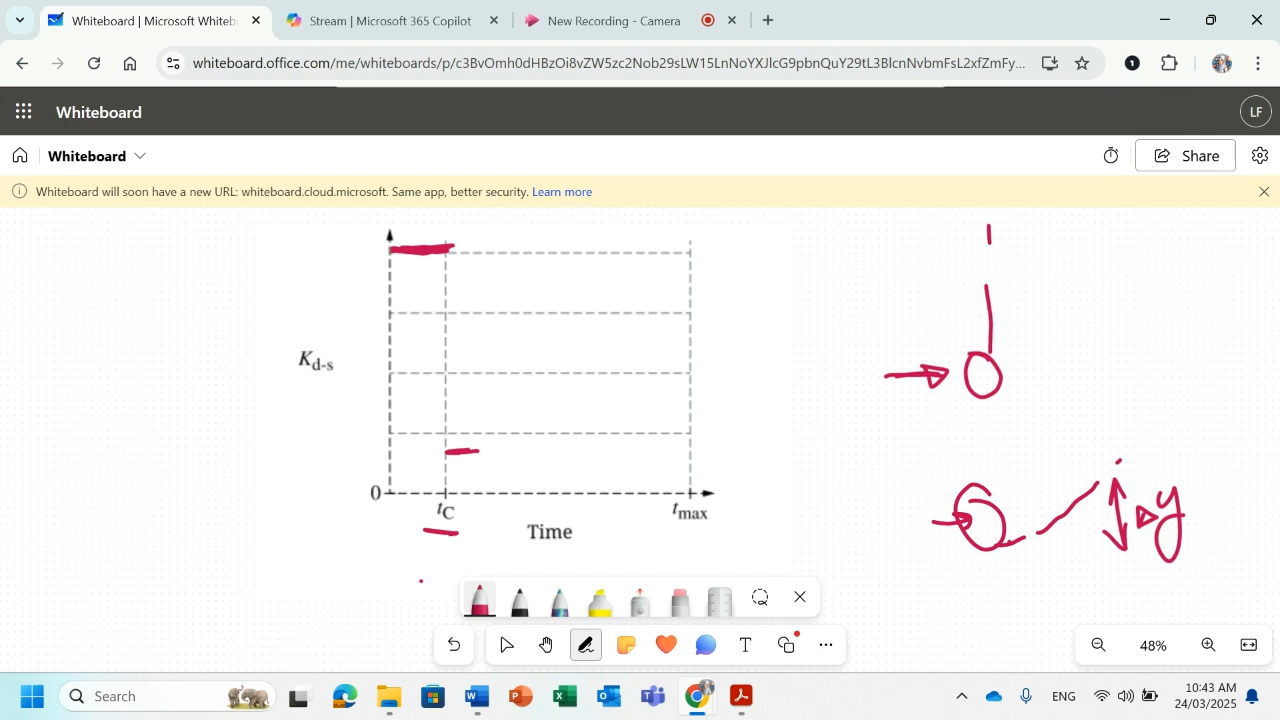 Whiteboard | Microsoft Whiteb
Stream | Microsoft 365 Copilot
New Recording - Camera
whiteboard.office.com/me/whiteboards/p/c3BvOmh0dHBzOi8vZW5zc2Nob29sLW15LnNoYXJlcG9pbnQuY29tL3BlcnNvbmFsL2xfZmFy...
1
Whiteboard
LF
Whiteboard
Share
Whiteboard will soon have a new URL: whiteboard.cloud.microsoft. Same app, better security. Learn more
K d-s
0
tC
tmax
Time
Δy
T
48%
Search
ENG
10:43 AM
24/03/2025